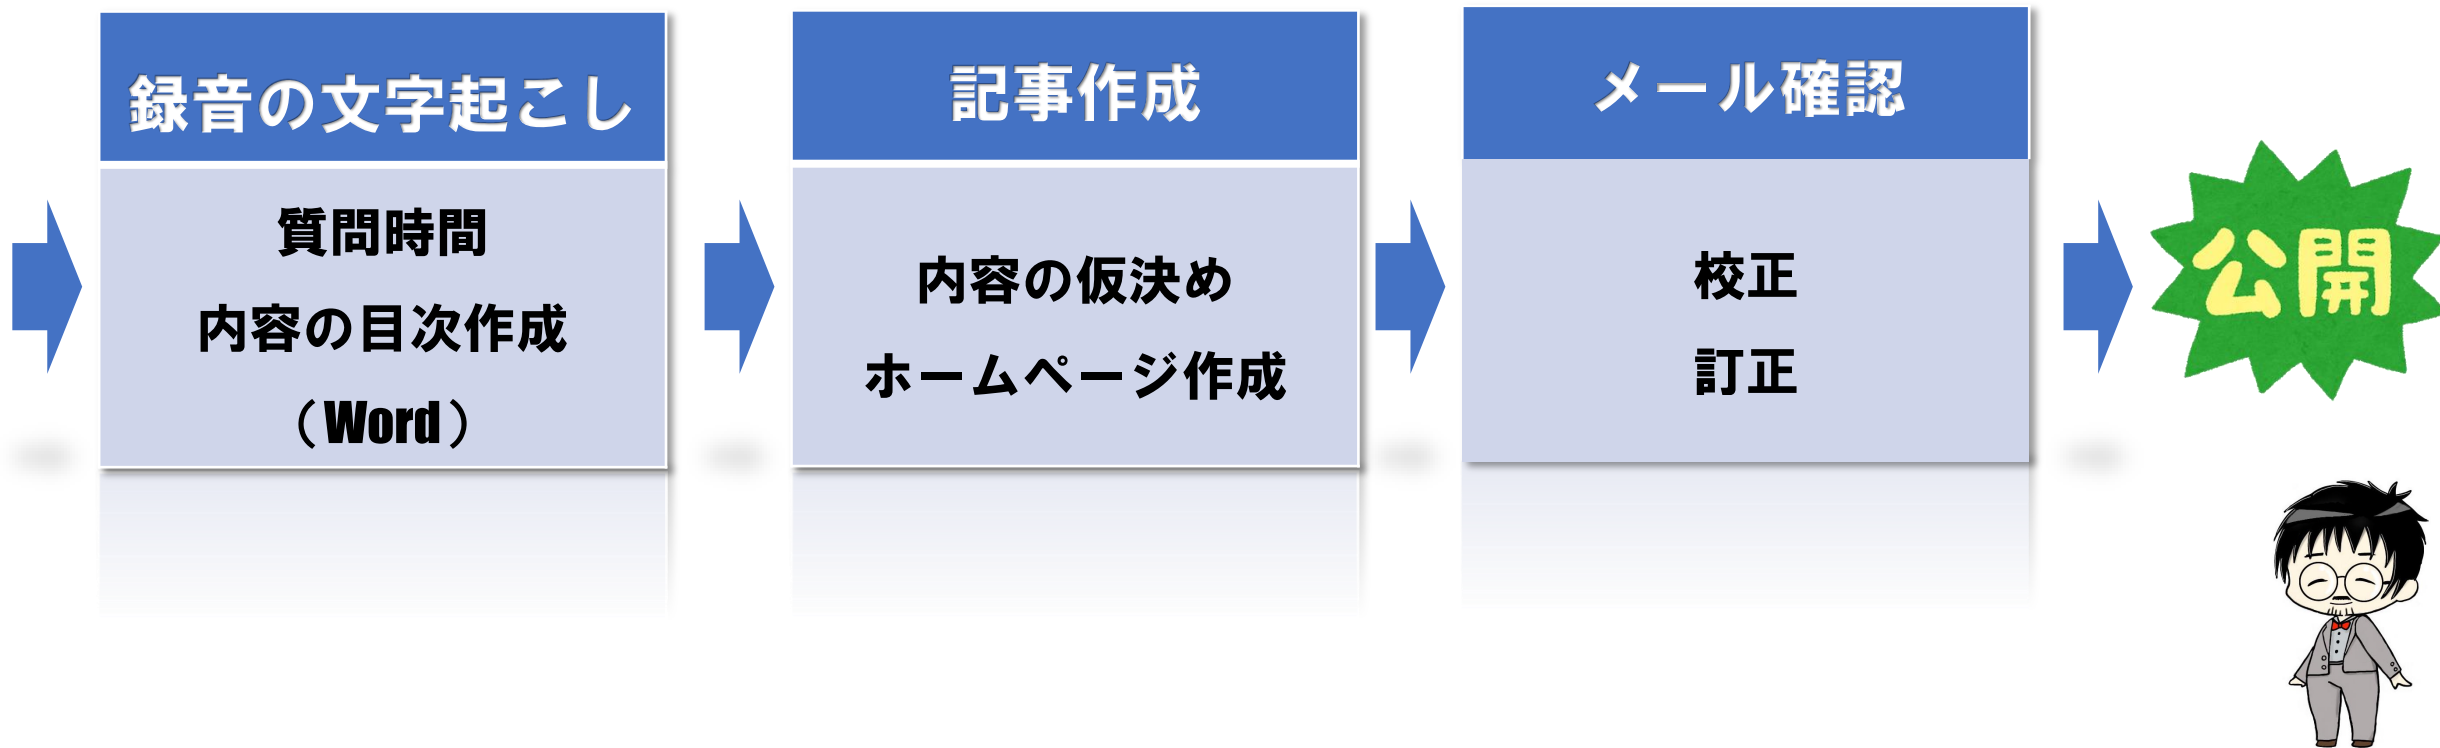 録音の文字起こし
質問時間
内容の目次作成
（Word）
記事作成
内容の仮決め
ホームページ作成
メール確認
校正
訂正
公開